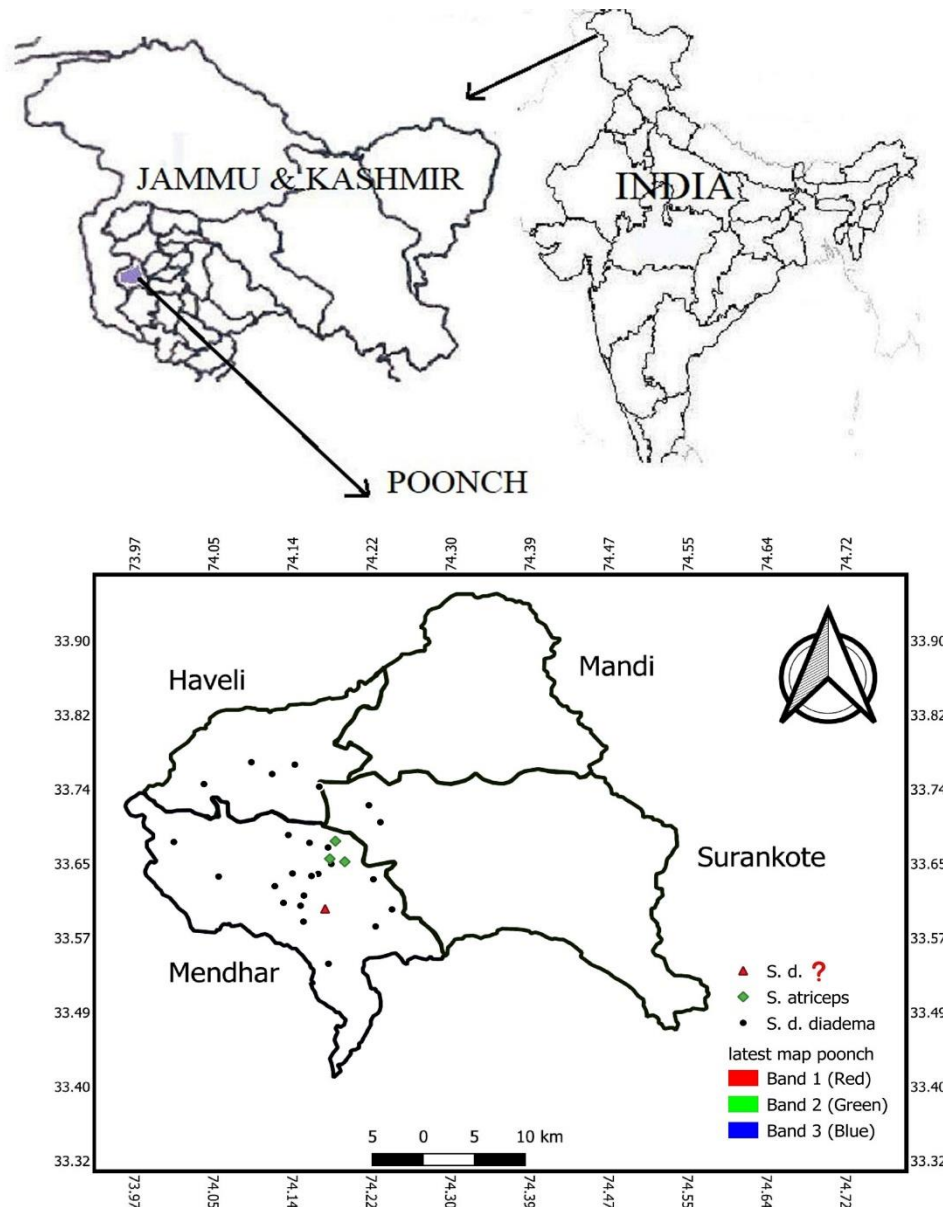 JAMMU & KASHMIR
INDIA
POONCH
73.97 74.05 74.14 74.22 74.30 74.39 74.47 74.55 74.64 74.72
33.90 33.90
Mandi
Haveli
33.82 33.82
33.74 33.74
33.65 33.65
Surankote
33.57 33.57
Mendhar
S. d. ?
S. atriceps
33.49 33.49
S. d. diadema
latest map poonch
Band 1 (Red)
33.40 33.40
Band 2 (Green)
Band 3 (Blue)
5 0 5 10 km
33.32 33.32
73.97 74.05 74.14 74.22 74.30 74.39 74.47 74.55 74.64 74.72